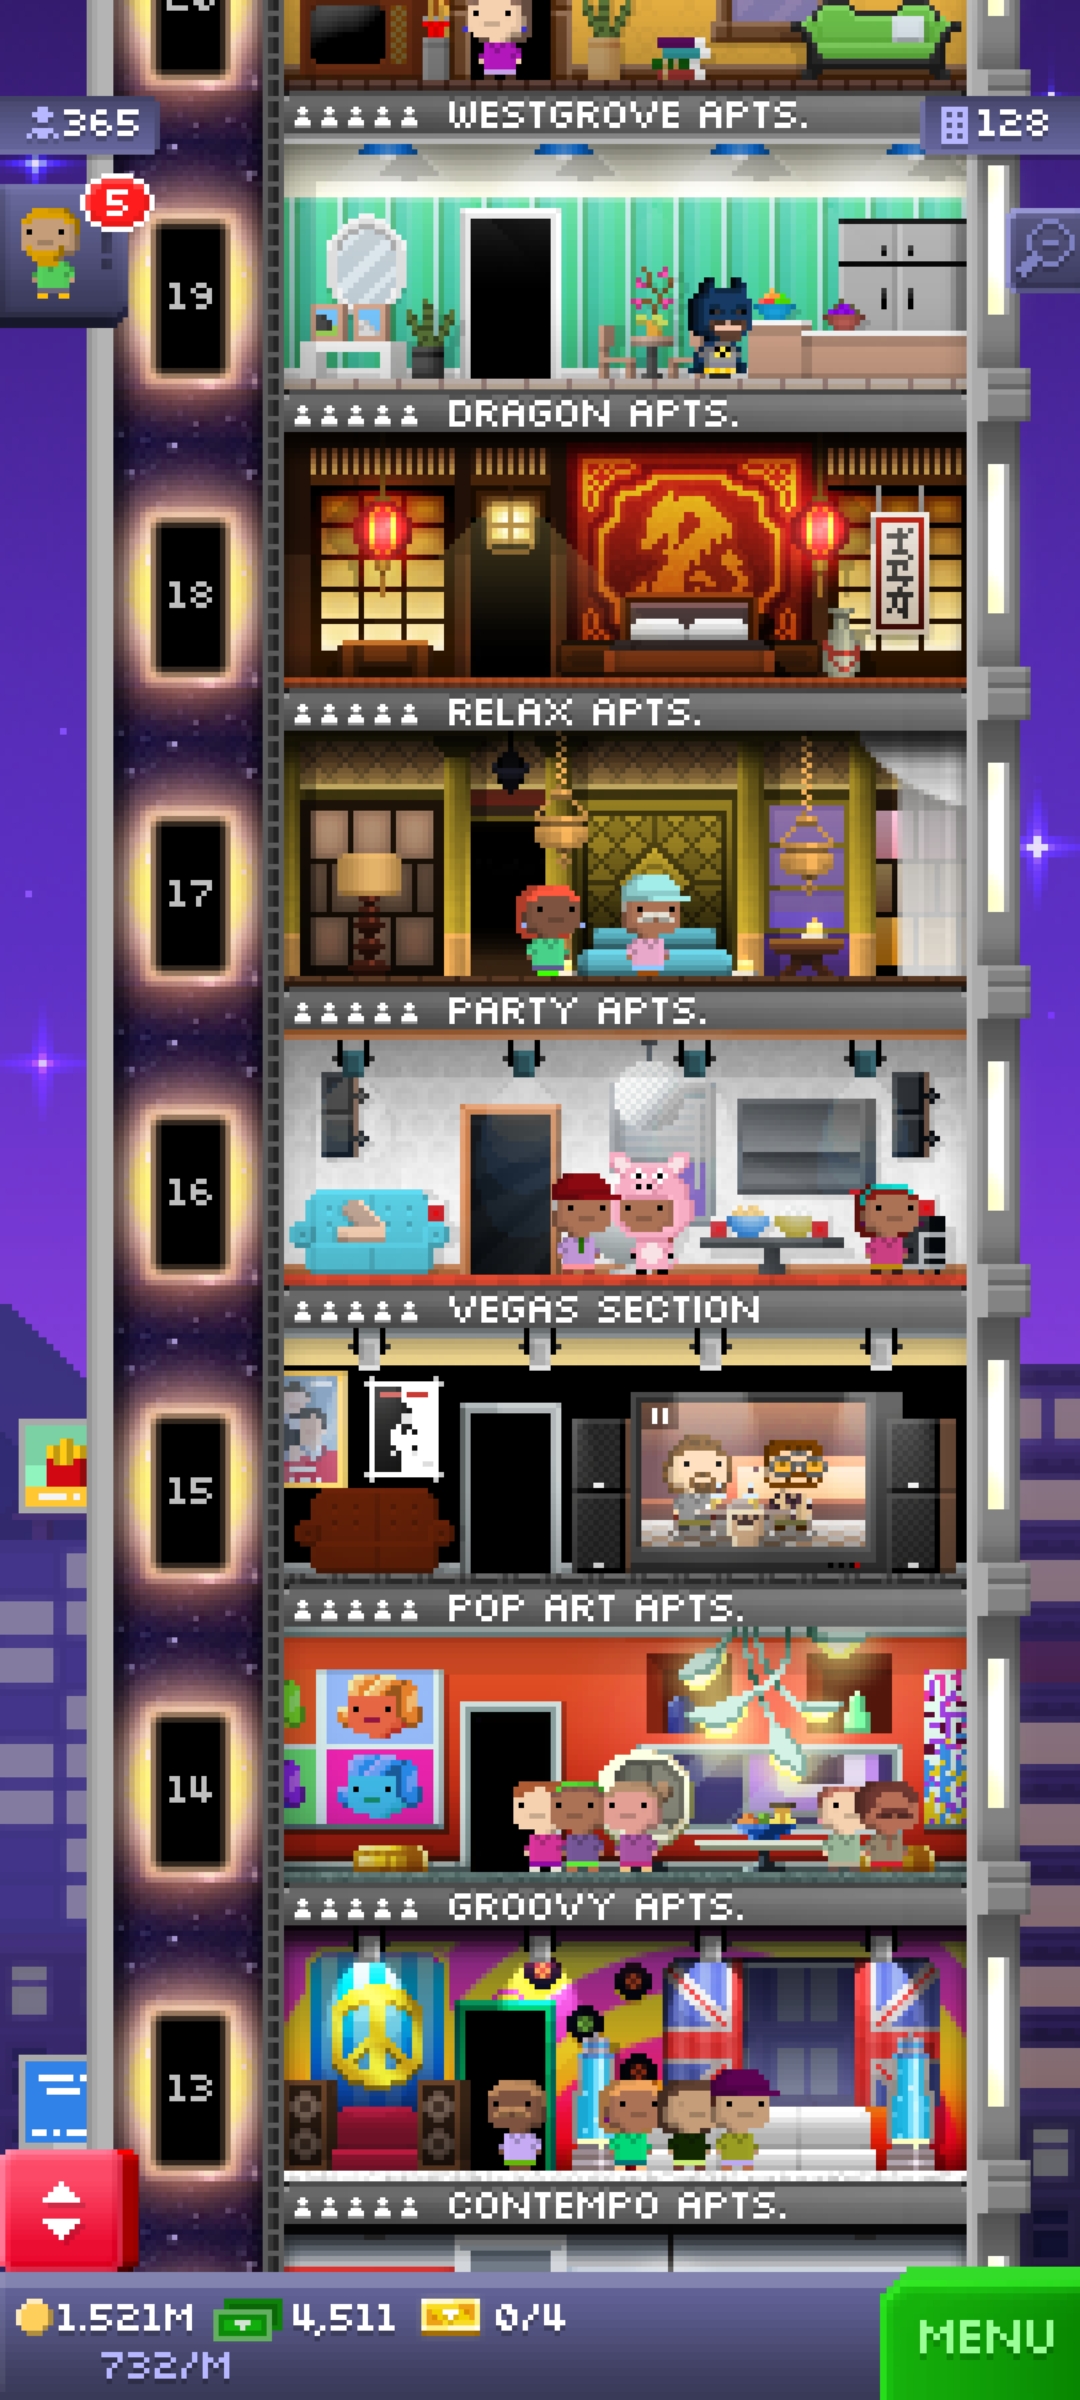 365
WESTGROVE APTS.
128
5
19
DRAGON APTS.
18
RELAX APTS.
17
PARTY APTS.
16
VEGAS SECTION
15
POP ART APTS.
14
GROOVY APTS.
13
CONTEMPO APTS.
1.521M 4,511 0/4
732/M
MENU